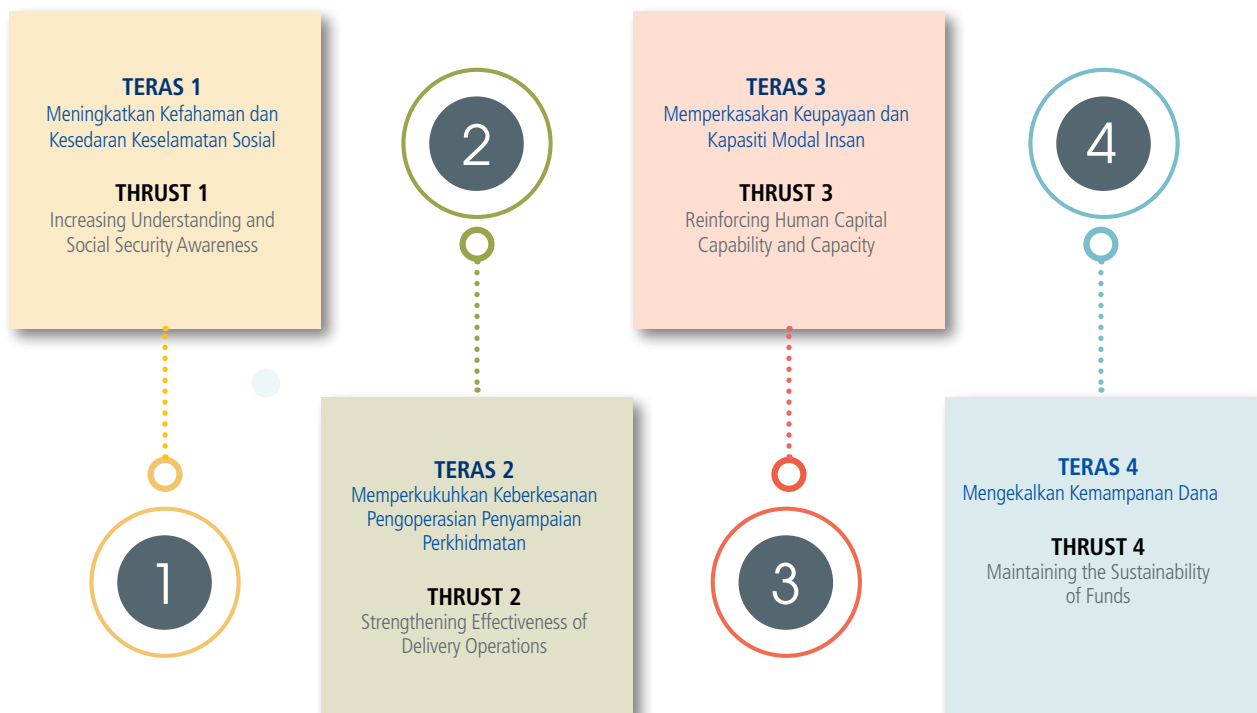 TERAS 1
Meningkatkan Kefahaman dan
Kesedaran Keselamatan Sosial
THRUST 1
Increasing Understanding and
Social Security Awareness
1
2
TERAS 2
Memperkukuhkan Keberkesanan
Pengoperasian Penyampaian
Perkhidmatan
THRUST 2
Strengthening Effectiveness of
Delivery Operations
TERAS 3
Memperkasakan Keupayaan dan
Kapasiti Modal Insan
THRUST 3
Reinforcing Human Capital
Capability and Capacity
3
4
TERAS 4
Mengekalkan Kemampanan Dana
THRUST 4
Maintaining the Sustainability
of Funds